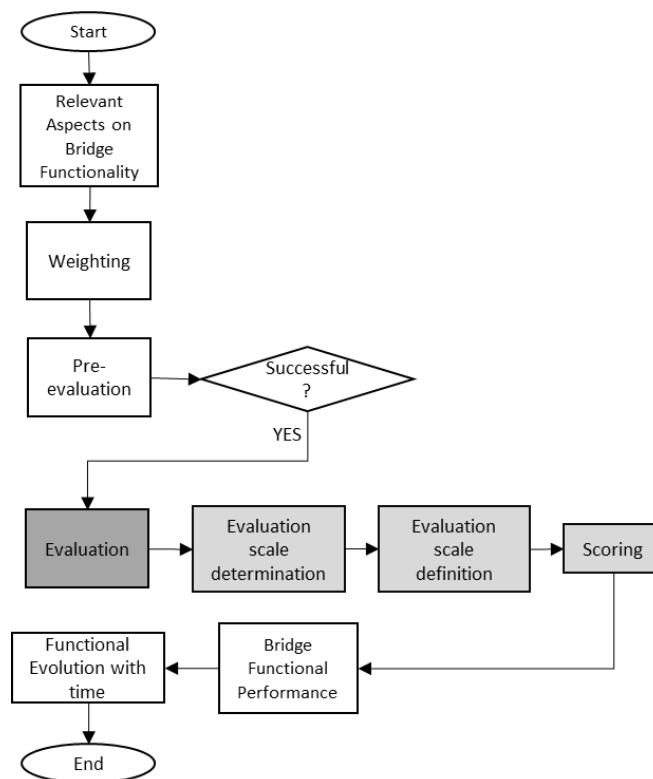 Start
Relevant
Aspects on
Bridge
Functionality
Weighting
Pre-
evaluation
Successful
?
YES
Evaluation
Evaluation
scale
determination
Evaluation
scale
definition
Scoring
Bridge
Functional
Performance
Functional
Evolution with
time
End